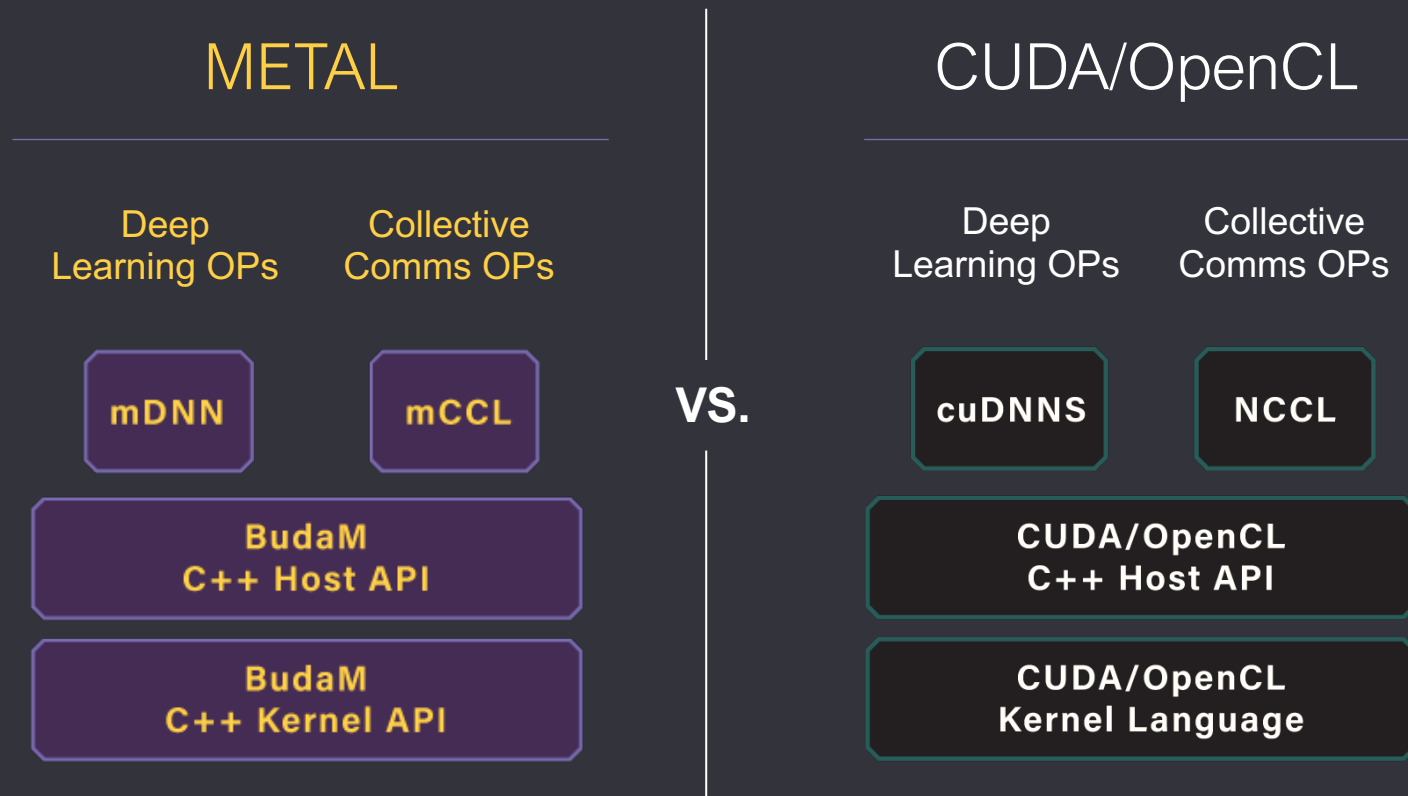 METAL
Deep
Learning OPs
Collective
Comms OPs
mDNN
mCCL
BudaM
C++ Host API
BudaM
C++ Kernel API
VS.
CUDA/OpenCL
Deep
Learning OPs
Collective
Comms OPs
cuDNNS
NCCL
CUDA/OpenCL
C++ Host API
CUDA/OpenCL
Kernel Language